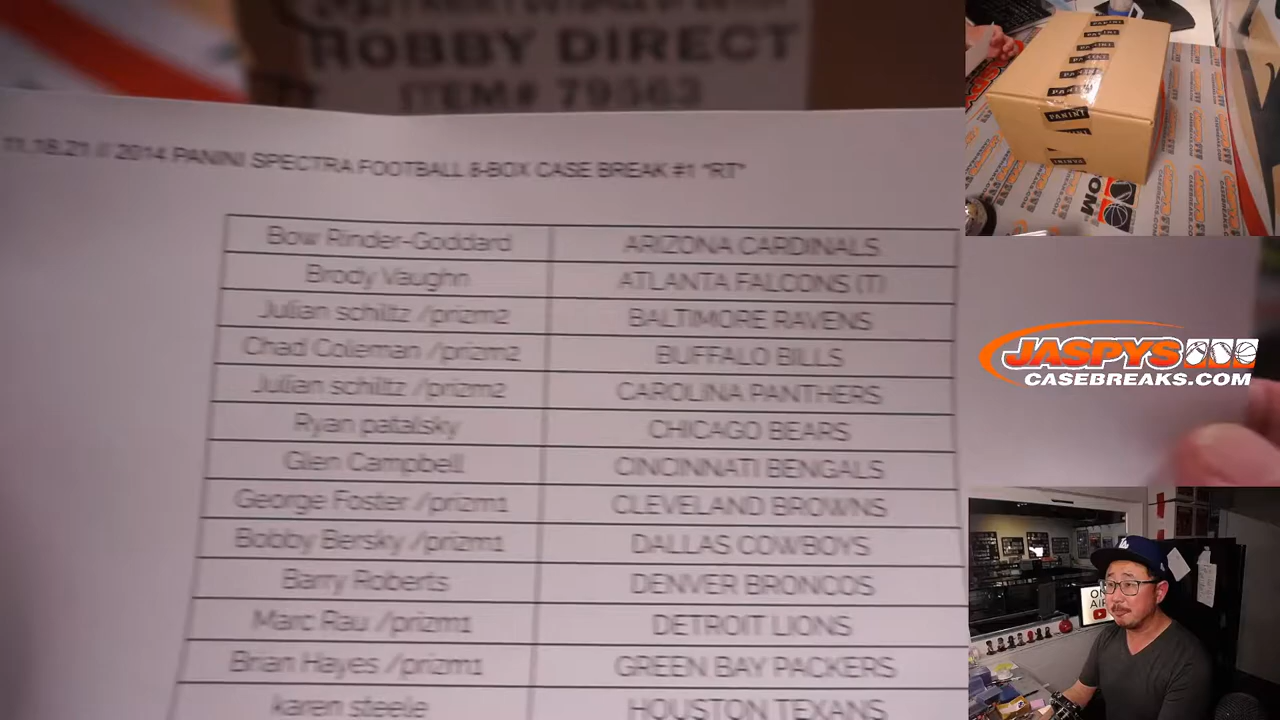 ROBBY DIRECT
ITEM# 79363
11.18.21 // 2014 PANINI SPECTRA FOOTBALL 8-BOX CASE BREAK #1 "RT"
Bow Rinder-Goddard ARIZONA CARDINALS
Brody Vaughn ATLANTA FALCONS (T)
Julian schiltz /prizm2 BALTIMORE RAVENS
Chad Coleman /prizm2 BUFFALO BILLS
Julian schiltz /prizm2 CAROLINA PANTHERS
Ryan patalsky CHICAGO BEARS
Glen Campbell CINCINNATI BENGALS
George Foster /prizm1 CLEVELAND BROWNS
Bobby Bersky /prizm1 DALLAS COWBOYS
Barry Roberts DENVER BRONCOS
Marc Rau /prizm1 DETROIT LIONS
Brian Hayes /prizm1 GREEN BAY PACKERS
karen steele HOUSTON TEXANS
PANINI
JASPYS
CASEBREAKS.COM
ON
AIR
LA